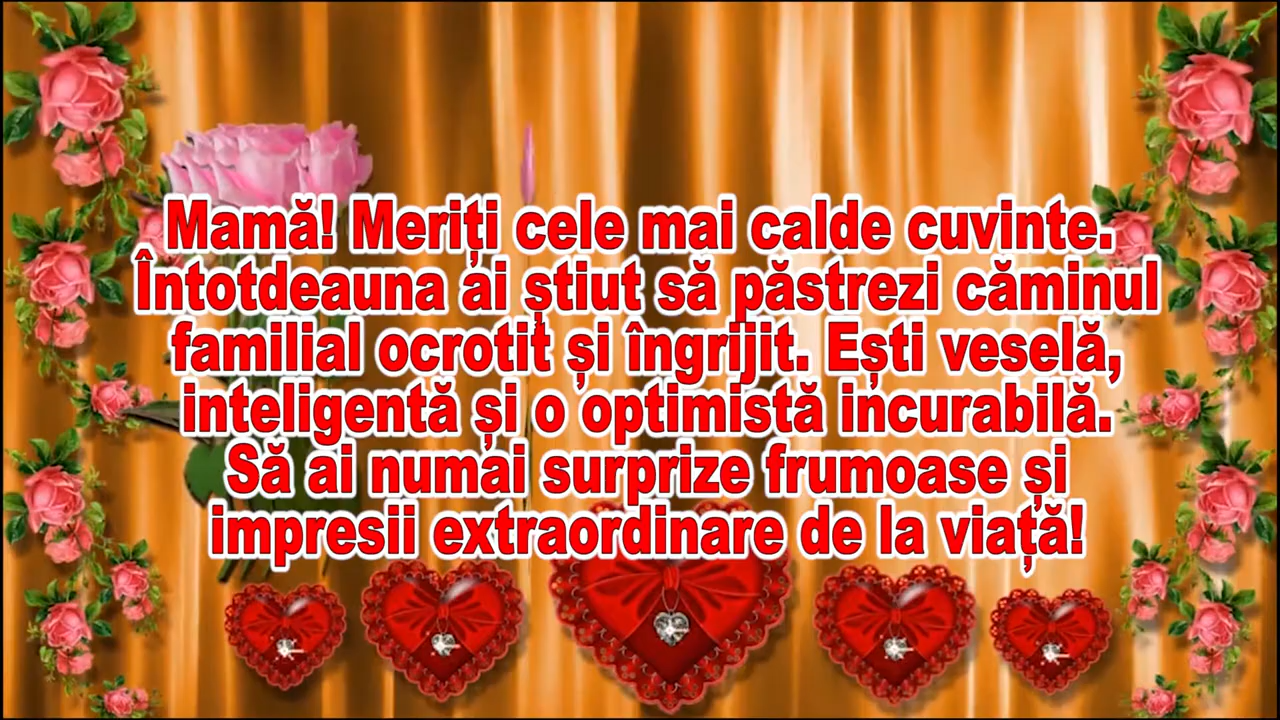 Mamă! Meriți cele mai calde cuvinte.
Întotdeauna ai știut să păstrezi căminul
familial ocrotit și îngrijit. Ești veselă,
inteligentă și o optimistă incurabilă.
Să ai numai surprize frumoase și
impresii extraordinare de la viață!